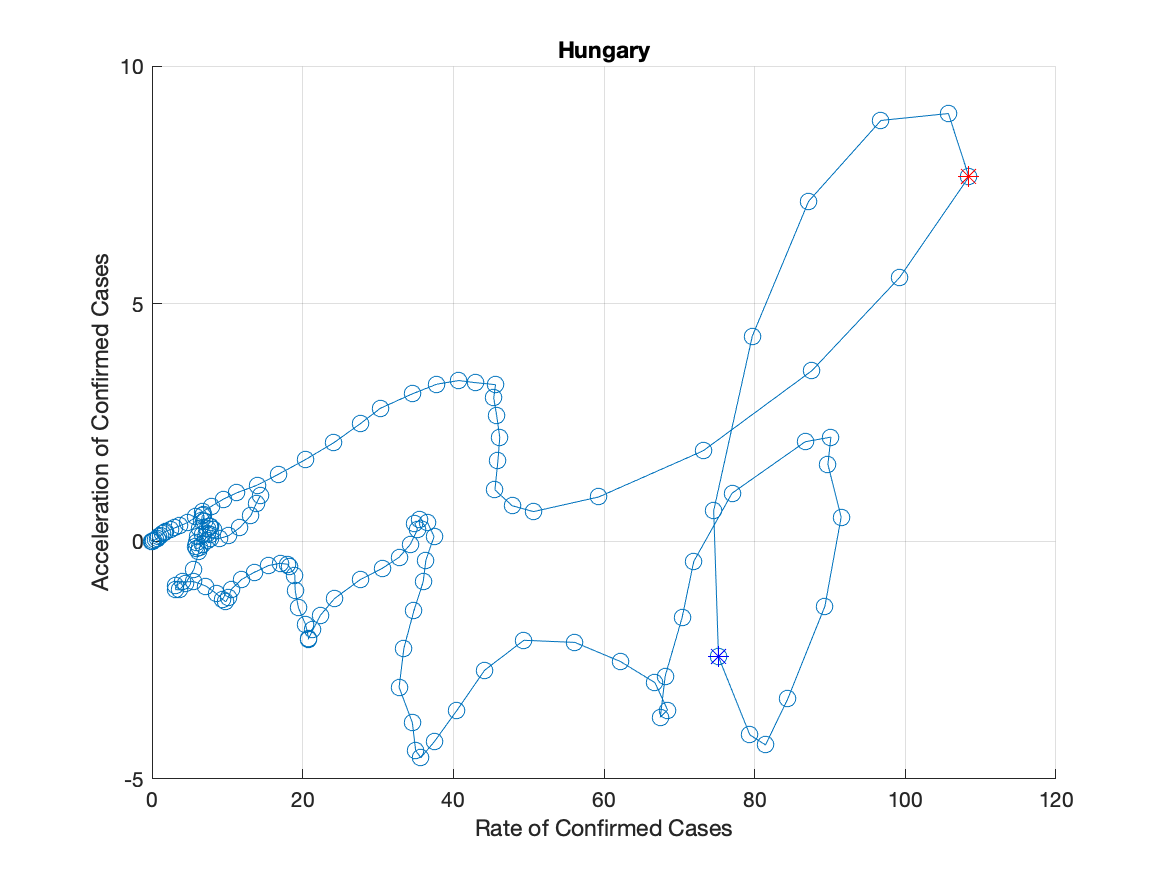 Hungary
10
5
0
-5
Acceleration of Confirmed Cases
0 20 40 60 80 100 120
Rate of Confirmed Cases